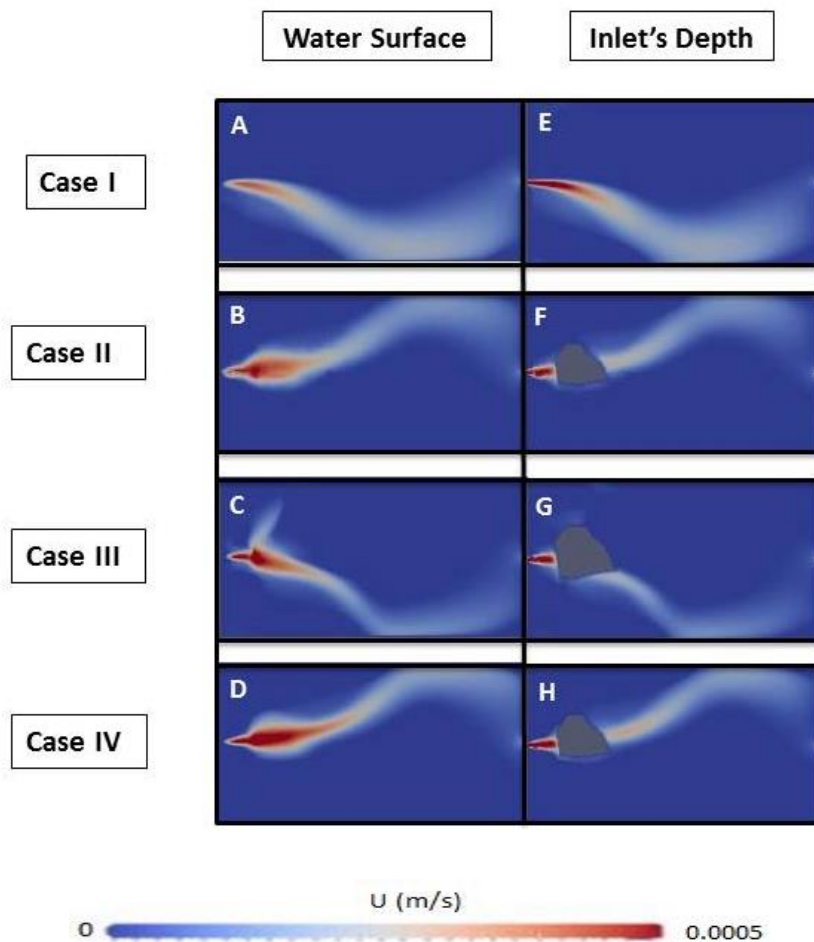 Water Surface
Inlet's Depth
Case I
A
E
Case II
B
F
Case III
C
G
Case IV
D
H
U (m/s)
0
0.0005